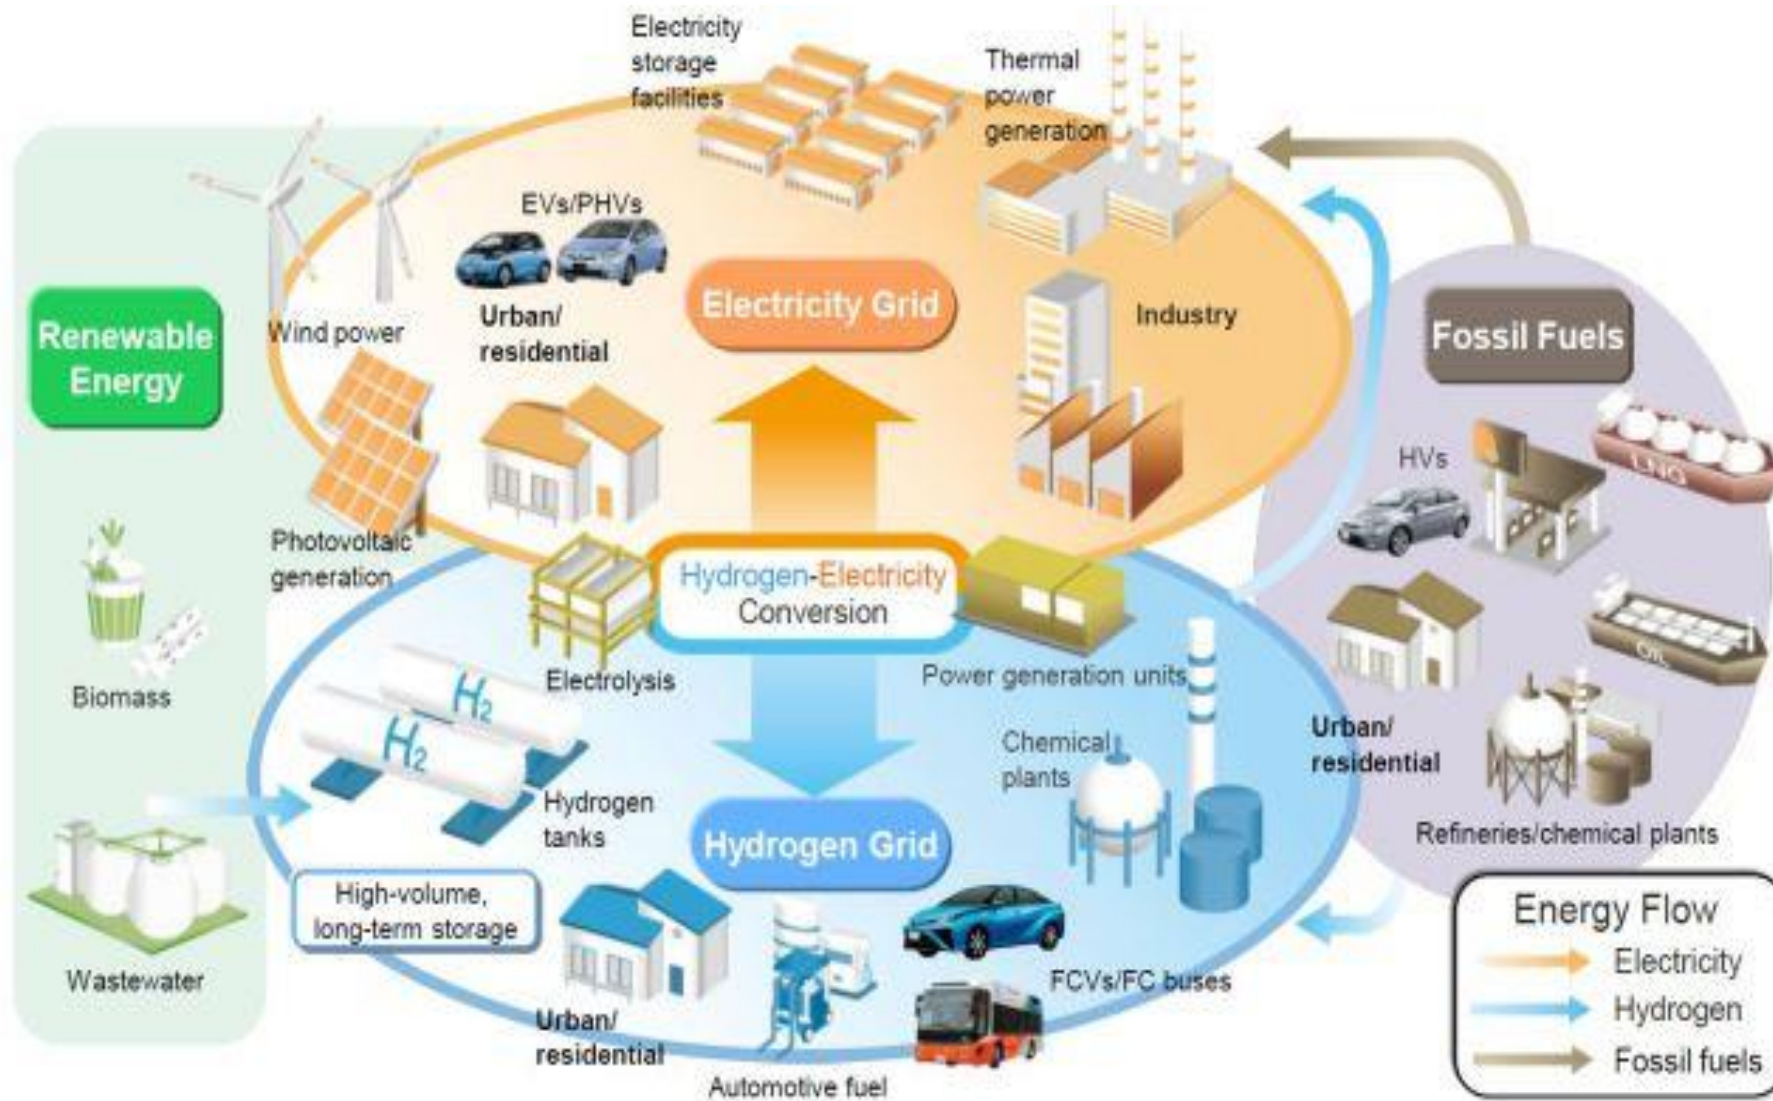 Electricity
storage
facilities
Thermal
power
generation
EVs/PHVs
Urban/
residential
Electricity Grid
Industry
Renewable
Energy
Wind power
Photovoltaic
generation
Biomass
Wastewater
Fossil Fuels
HVs
LNG
OIL
Urban/
residential
Refineries/chemical plants
Hydrogen-Electricity
Conversion
Electrolysis
Power generation units
H2
H2
Hydrogen
tanks
Chemical
plants
Hydrogen Grid
High-volume,
long-term storage
Urban/
residential
Automotive fuel
FCVs/FC buses
Energy Flow
Electricity
Hydrogen
Fossil fuels